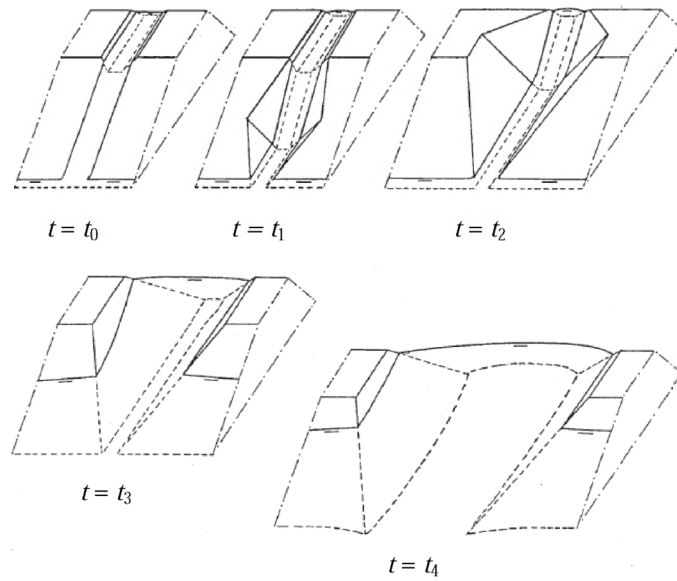 t = t₀
t = t₁
t = t₂
t = t₃
t = t₄